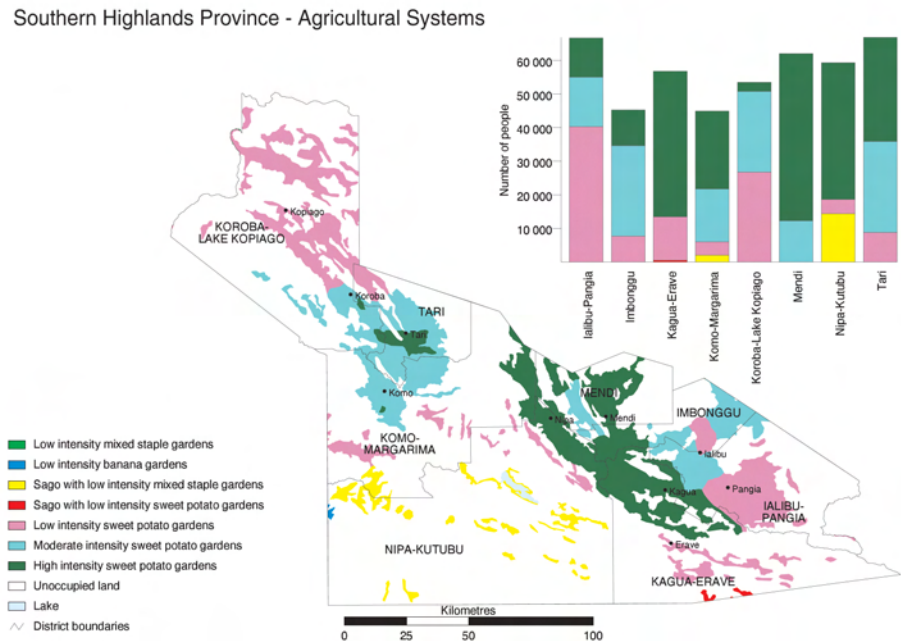 Southern Highlands Province - Agricultural Systems
Number of people
60 000
50 000
40 000
30 000
20 000
10 000
Ialibu-Pangia
Imbonggu
Kagua-Erave
Komo-Margarima
Koroba-Lake Kopiago
Mendi
Nipa-Kutubu
Tari
Kopiago
KOROBA-
LAKE KOPIAGO
Koroba
TARI
Tari
Komo
KOMO-
MARGARIMA
MENDI
Nipa
Mendi
IMBONGGU
Ialibu
Kagua
Pangia
IALIBU-
PANGIA
Erave
NIPA-KUTUBU
KAGUA-ERAVE
Low intensity mixed staple gardens
Low intensity banana gardens
Sago with low intensity mixed staple gardens
Sago with low intensity sweet potato gardens
Low intensity sweet potato gardens
Moderate intensity sweet potato gardens
High intensity sweet potato gardens
Unoccupied land
Lake
District boundaries
Kilometres
0 25 50 100